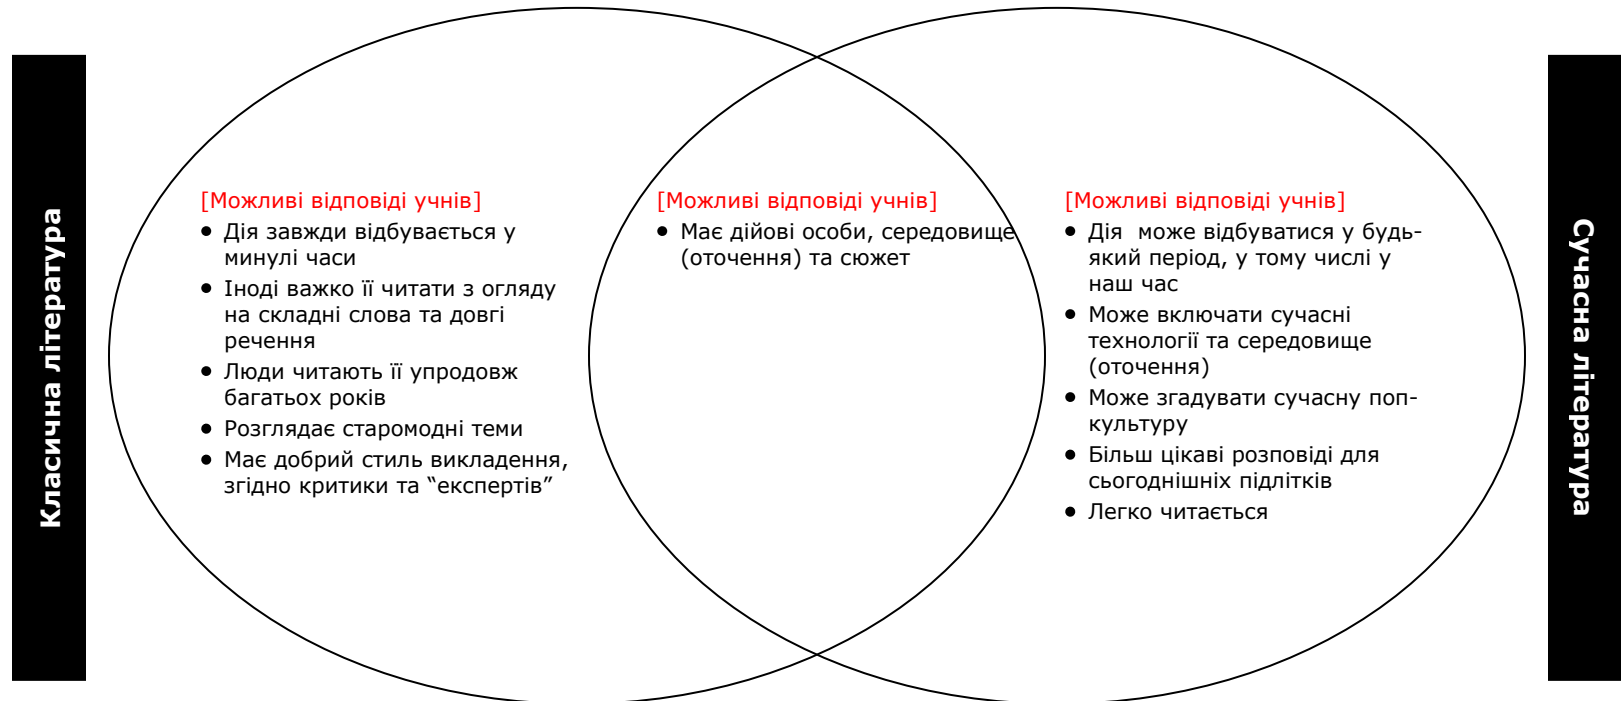 Класична література
[Можливі відповіді учнів]
● Дія завжди відбувається у
минулі часи
● Іноді важко її читати з огляду
на складні слова та довгі
речення
● Люди читають її упродовж
багатьох років
● Розглядає старомодні теми
● Має добрий стиль викладення,
згідно критики та “експертів”
[Можливі відповіді учнів]
● Має дійові особи, середовище
(оточення) та сюжет
[Можливі відповіді учнів]
● Дія може відбуватися у будь-
який період, у тому числі у
наш час
● Може включати сучасні
технології та середовище
(оточення)
● Може згадувати сучасну поп-
культуру
● Більш цікаві розповіді для
сьогоднішніх підлітків
● Легко читається
Сучасна література